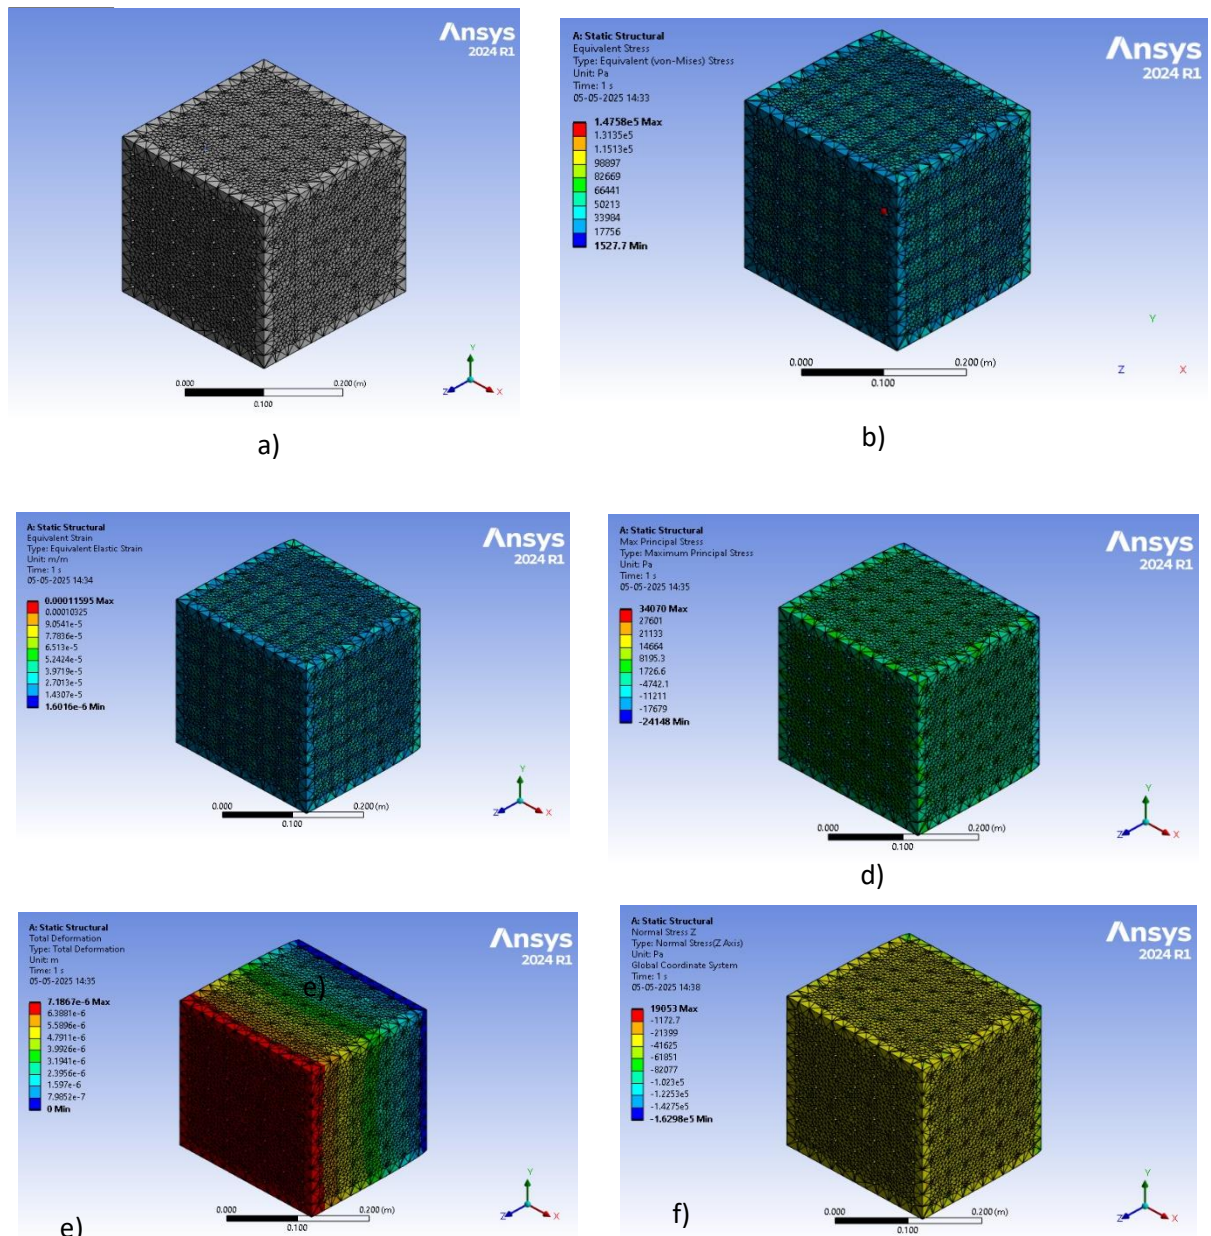 Ansys
2024 R1
0.000
0.200 (m)
0.100
Y
Z
X
a)
A: Static Structural
Equivalent Stress
Type: Equivalent (von-Mises) Stress
Unit: Pa
Time: 1 s
05-05-2025 14:33
1.4758e5 Max
1.3135e5
1.1513e5
98897
82669
66441
50213
33984
17756
1527.7 Min
Ansys
2024 R1
0.000
0.200 (m)
0.100
Y
Z
X
b)
A: Static Structural
Equivalent Strain
Type: Equivalent Elastic Strain
Unit: m/m
Time: 1 s
05-05-2025 14:34
0.00011595 Max
0.00010325
9.0541e-5
7.7836e-5
6.513e-5
5.2424e-5
3.9719e-5
2.7013e-5
1.4307e-5
1.6016e-6 Min
Ansys
2024 R1
0.000
0.200 (m)
0.100
Y
Z
X
A: Static Structural
Max Principal Stress
Type: Maximum Principal Stress
Unit: Pa
Time: 1 s
05-05-2025 14:35
34070 Max
27601
21133
14664
8195.3
1726.6
-4742.1
-11211
-17679
-24148 Min
Ansys
2024 R1
0.000
0.200 (m)
0.100
Y
Z
X
d)
A: Static Structural
Total Deformation
Type: Total Deformation
Unit: m
Time: 1 s
05-05-2025 14:35
7.1867e-6 Max
6.3881e-6
5.5896e-6
4.7911e-6
3.9926e-6
3.1941e-6
2.3956e-6
1.597e-6
7.9852e-7
0 Min
e)
Ansys
2024 R1
0.000
0.200 (m)
0.100
Y
Z
X
e)
A: Static Structural
Normal Stress Z
Type: Normal Stress(Z Axis)
Unit: Pa
Global Coordinate System
Time: 1 s
05-05-2025 14:38
19053 Max
-1172.7
-21399
-41625
-61851
-82077
-1.023e5
-1.2253e5
-1.4275e5
-1.6298e5 Min
Ansys
2024 R1
0.000
0.200 (m)
0.100
Y
Z
X
f)